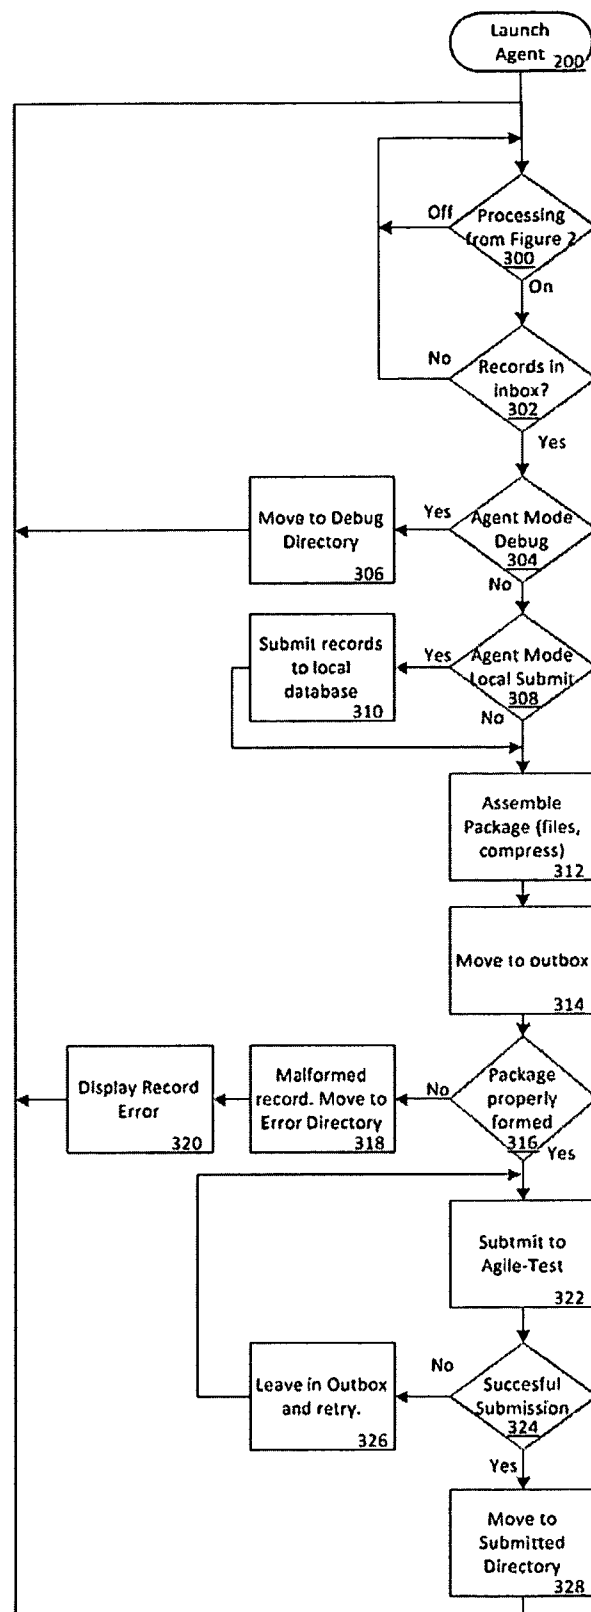 Launch
Agent 200
Off
Processing
from Figure 2
300
On
No
Records in
inbox?
302
Yes
Move to Debug
Directory
306
Yes
Agent Mode
Debug
304
No
Submit records
to local
database
310
Yes
Agent Mode
Local Submit
308
No
Assemble
Package (files,
compress)
312
Move to outbox
314
Display Record
Error
320
Malformed
record. Move to
Error Directory
318
No
Package
properly
formed
316
Yes
Subtmit to
Agile-Test
322
Leave in Outbox
and retry.
326
No
Succesful
Submission
324
Yes
Move to
Submitted
Directory
328